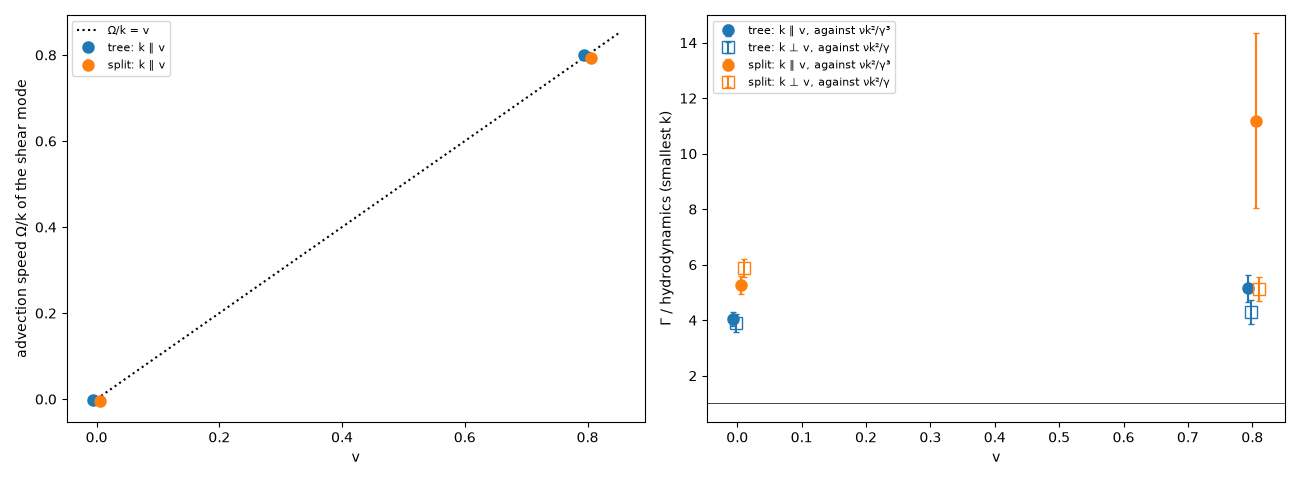 Ω/k = v
tree: k ∥ v
split: k ∥ v
advection speed Ω/k of the shear mode
0.8
0.6
0.4
0.2
0.0
0.0 0.2 0.4 0.6 0.8
v
tree: k ∥ v, against νk²/γ³
tree: k ⊥ v, against νk²/γ
split: k ∥ v, against νk²/γ³
split: k ⊥ v, against νk²/γ
Γ / hydrodynamics (smallest k)
14
12
10
8
6
4
2
0.0 0.1 0.2 0.3 0.4 0.5 0.6 0.7 0.8
v